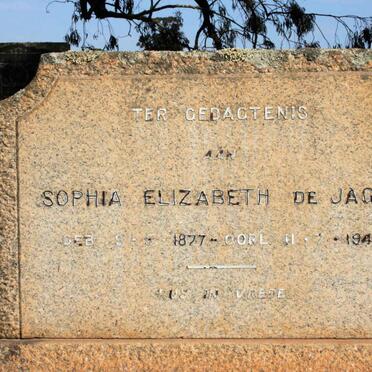 TER GEDAGTENIS
AAN
SOPHIA ELIZABETH DE JAG
GEB. 1877 - OORL.
RUS IN VREDE